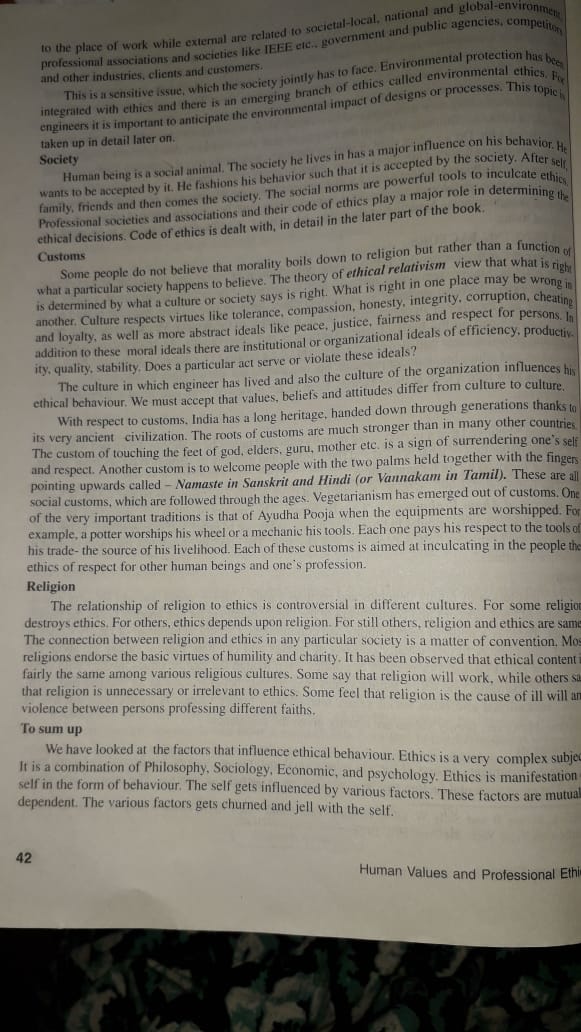 to the place of work while external are related to societal-local, national and global-environment,
professional associations and societies like IEEE etc., government and public agencies, competitors
and other industries, clients and customers.
This is a sensitive issue, which the society jointly has to face. Environmental protection has been
integrated with ethics and there is an emerging branch of ethics called environmental ethics. For
engineers it is important to anticipate the environmental impact of designs or processes. This topic is
taken up in detail later on.
Society
Human being is a social animal. The society he lives in has a major influence on his behavior. He
wants to be accepted by it. He fashions his behavior such that it is accepted by the society. After self,
family, friends and then comes the society. The social norms are powerful tools to inculcate ethics.
Professional societies and associations and their code of ethics play a major role in determining the
ethical decisions. Code of ethics is dealt with, in detail in the later part of the book.
Customs
Some people do not believe that morality boils down to religion but rather than a function of
what a particular society happens to believe. The theory of ethical relativism view that what is right
is determined by what a culture or society says is right. What is right in one place may be wrong in
another. Culture respects virtues like tolerance, compassion, honesty, integrity, corruption, cheating
and loyalty, as well as more abstract ideals like peace, justice, fairness and respect for persons. In
addition to these moral ideals there are institutional or organizational ideals of efficiency, productiv-
ity, quality, stability. Does a particular act serve or violate these ideals?
The culture in which engineer has lived and also the culture of the organization influences his
ethical behaviour. We must accept that values, beliefs and attitudes differ from culture to culture.
With respect to customs, India has a long heritage, handed down through generations thanks to
its very ancient civilization. The roots of customs are much stronger than in many other countries.
The custom of touching the feet of god, elders, guru, mother etc. is a sign of surrendering one's self
and respect. Another custom is to welcome people with the two palms held together with the fingers
pointing upwards called – Namaste in Sanskrit and Hindi (or Vannakam in Tamil). These are all
social customs, which are followed through the ages. Vegetarianism has emerged out of customs. One
of the very important traditions is that of Ayudha Pooja when the equipments are worshipped. For
example, a potter worships his wheel or a mechanic his tools. Each one pays his respect to the tools of
his trade- the source of his livelihood. Each of these customs is aimed at inculcating in the people the
ethics of respect for other human beings and one's profession.
Religion
The relationship of religion to ethics is controversial in different cultures. For some religion
destroys ethics. For others, ethics depends upon religion. For still others, religion and ethics are same
The connection between religion and ethics in any particular society is a matter of convention. Mos
religions endorse the basic virtues of humility and charity. It has been observed that ethical content i
fairly the same among various religious cultures. Some say that religion will work, while others sa
that religion is unnecessary or irrelevant to ethics. Some feel that religion is the cause of ill will an
violence between persons professing different faiths.
To sum up
We have looked at the factors that influence ethical behaviour. Ethics is a very complex subjec
It is a combination of Philosophy, Sociology, Economic, and psychology. Ethics is manifestation
self in the form of behaviour. The self gets influenced by various factors. These factors are mutual
dependent. The various factors gets churned and jell with the self.
42
Human Values and Professional Ethi